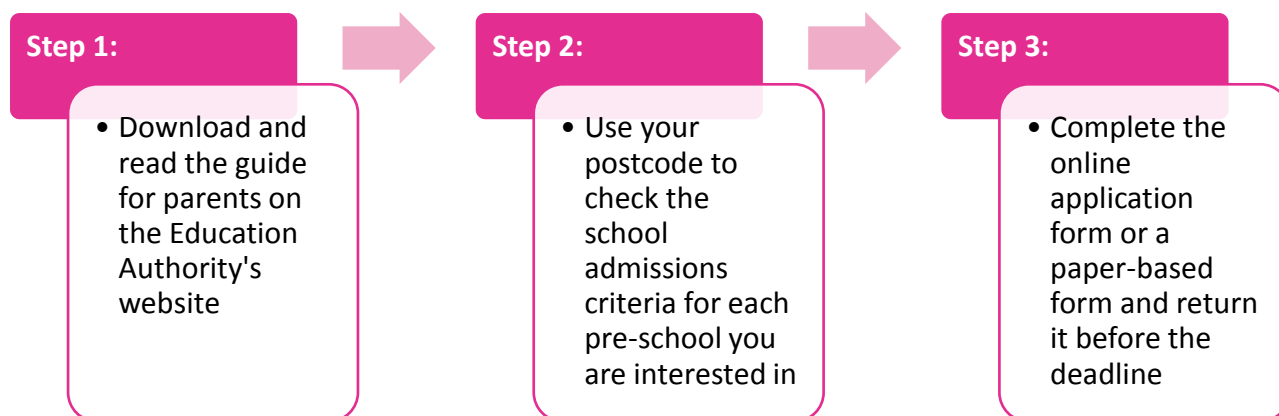 Step 1:
• Download and
read the guide
for parents on
the Education
Authority's
website
Step 2:
• Use your
postcode to
check the
school
admissions
criteria for each
pre-school you
are interested in
Step 3:
• Complete the
online
application
form or a
paper-based
form and return
it before the
deadline